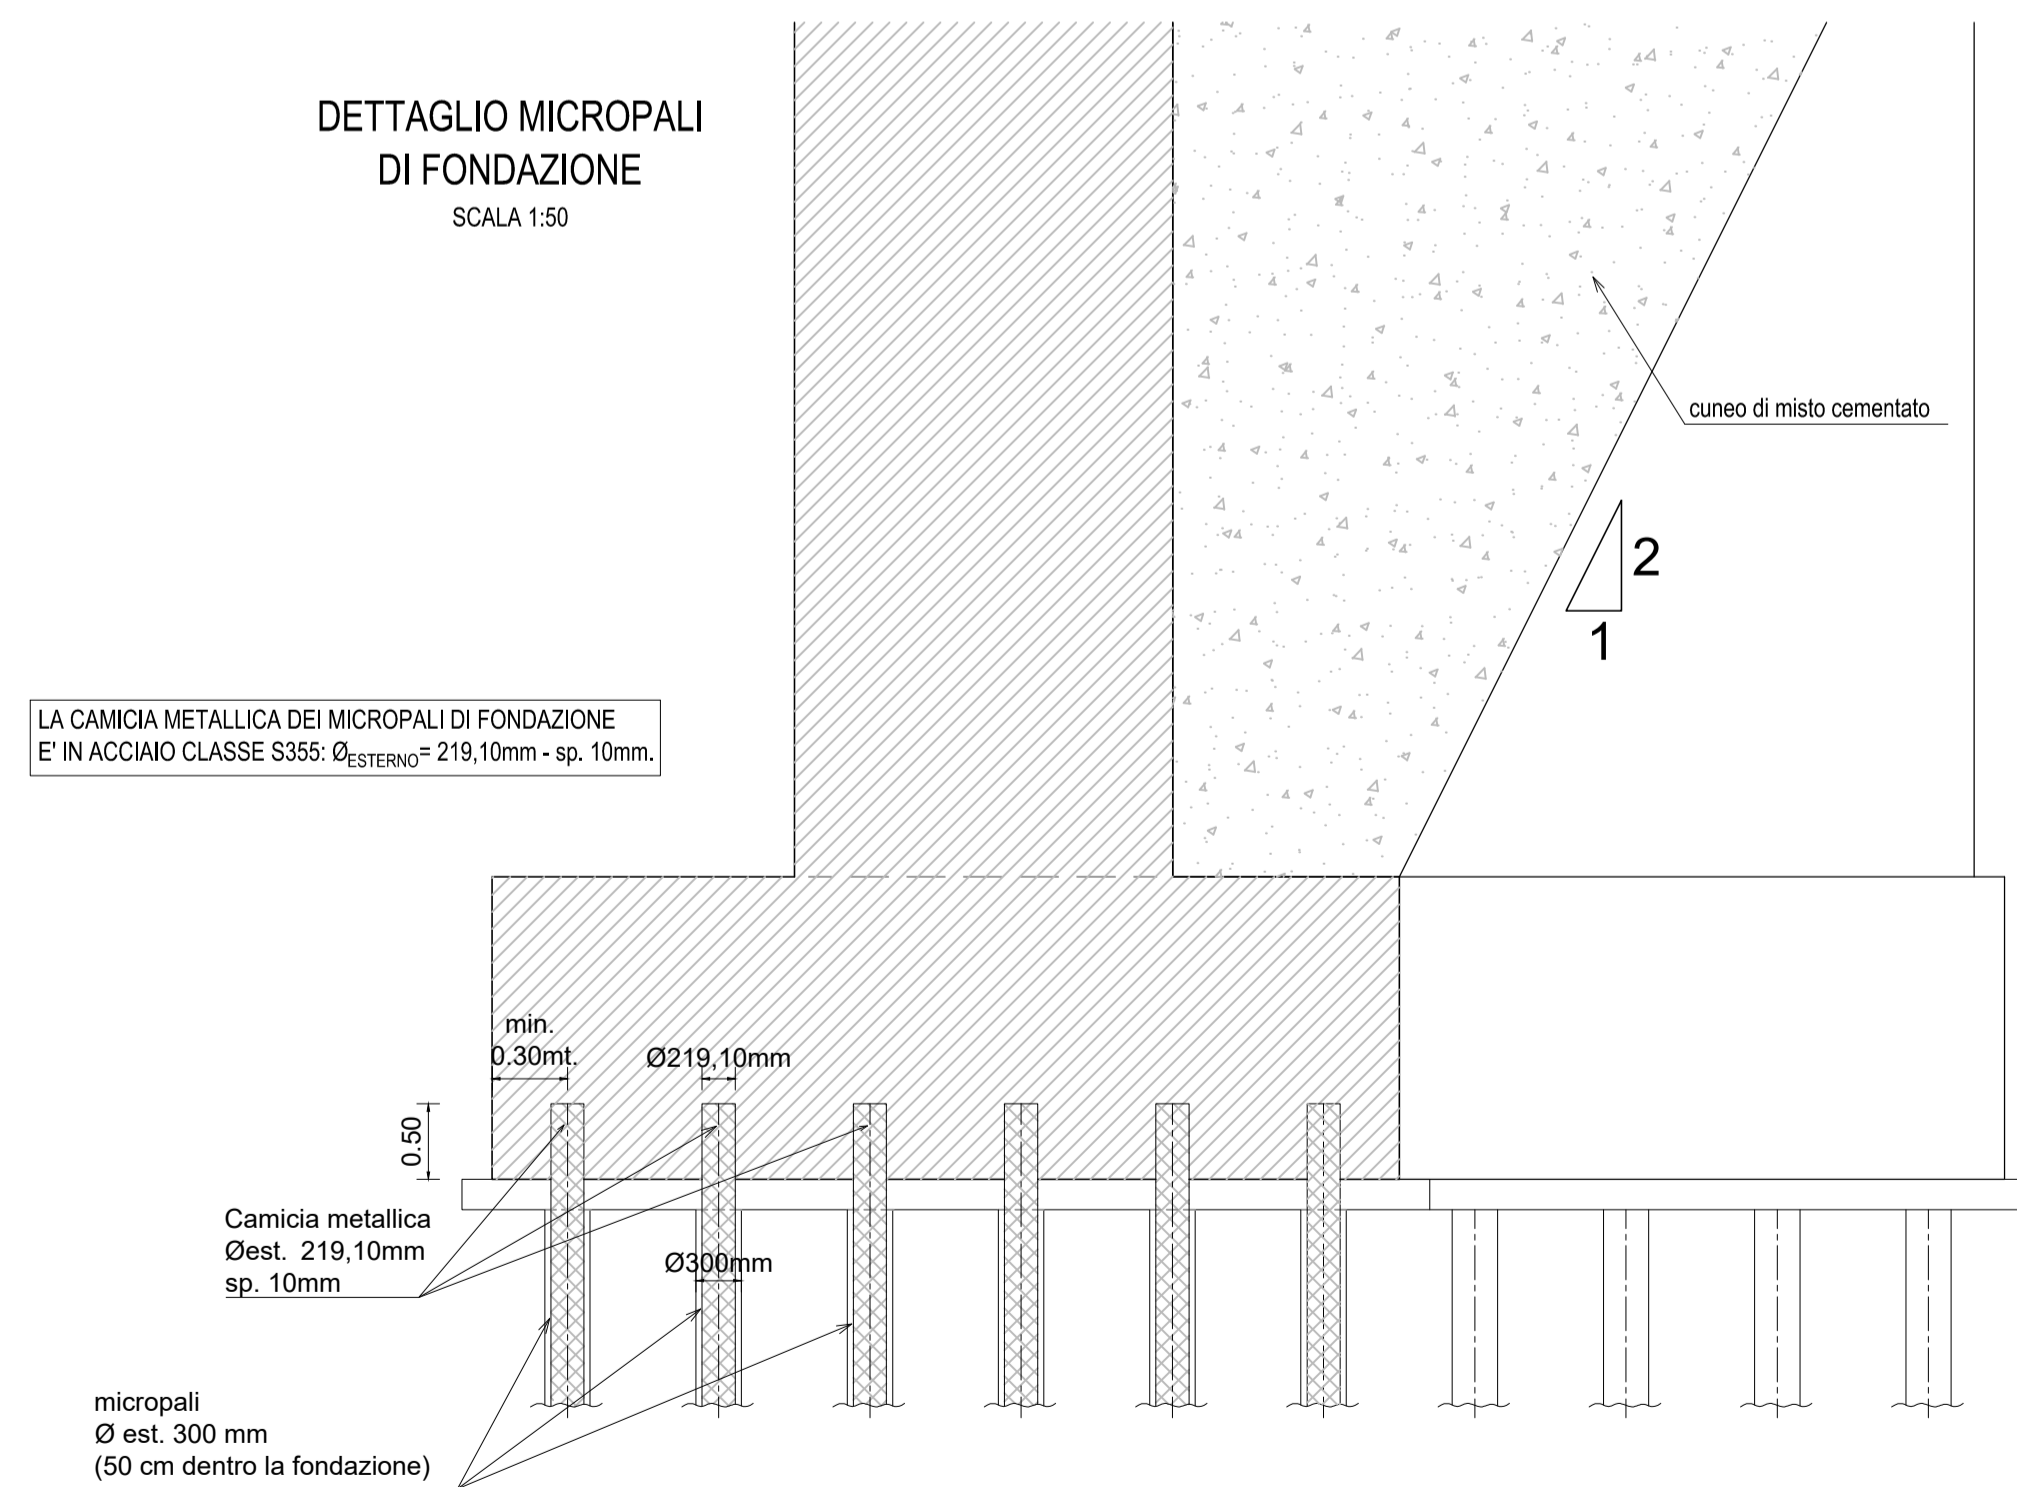 DETTAGLIO MICROPALI
DI FONDAZIONE
SCALA 1:50
cuneo di misto cementato
2
1
LA CAMICIA METALLICA DEI MICROPALI DI FONDAZIONE
E' IN ACCIAIO CLASSE S355: ØESTERNO= 219,10mm - sp. 10mm.
min.
0.30mt.
Ø219,10mm
0.50
Camicia metallica
Øest. 219,10mm
sp. 10mm
Ø300mm
micropali
Ø est. 300 mm
(50 cm dentro la fondazione)